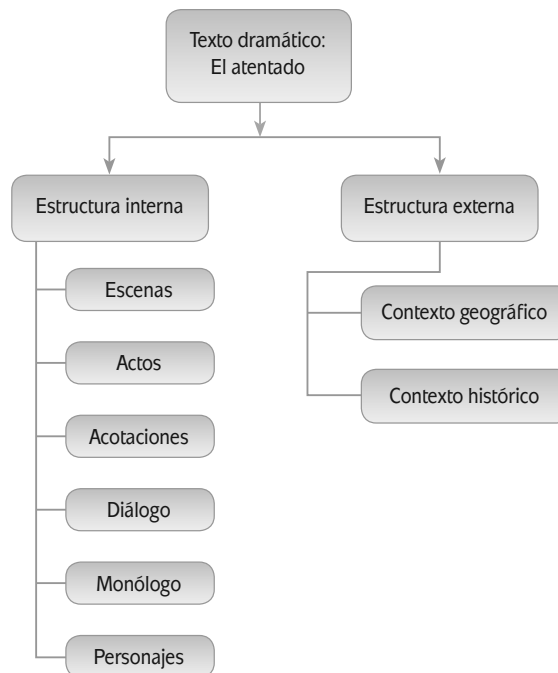 Texto dramático:
El atentado
Estructura interna
Estructura externa
Escenas
Contexto geográfico
Actos
Contexto histórico
Acotaciones
Diálogo
Monólogo
Personajes